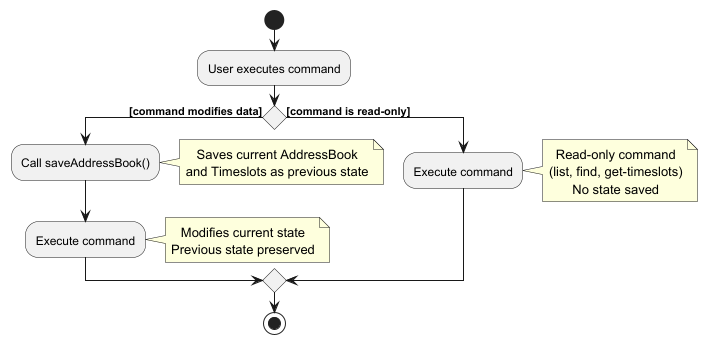 User executes command
[command modifies data]
[command is read-only]
Call saveAddressBook()
Saves current AddressBook
and Timeslots as previous state
Execute command
Read-only command
(list, find, get-timeslots)
No state saved
Execute command
Modifies current state
Previous state preserved